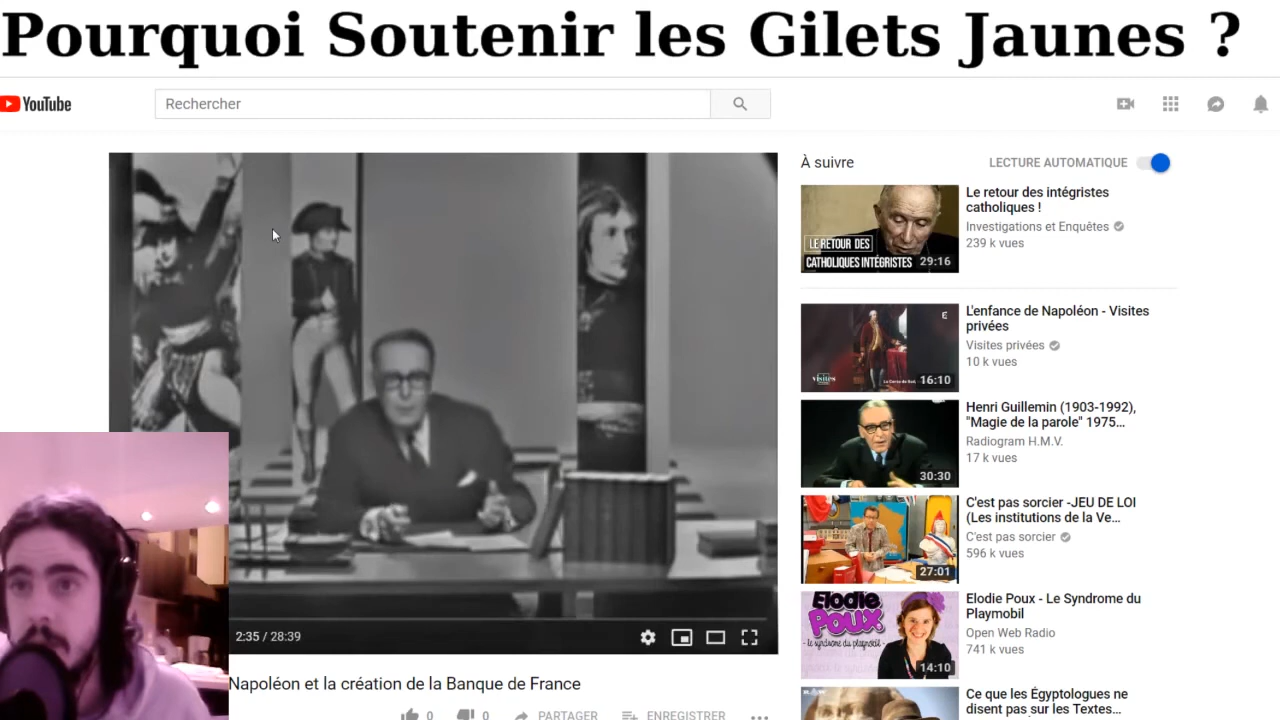 Pourquoi Soutenir les Gilets Jaunes ?
YouTube
Rechercher
2:35 / 28:39
Napoléon et la création de la Banque de France
0
0
PARTAGER
ENREGISTRER
À suivre
LECTURE AUTOMATIQUE
LE RETOUR DES
CATHOLIQUES INTÉGRISTES
29:16
Le retour des intégristes
catholiques !
Investigations et Enquêtes
239 k vues
visites
16:10
L'enfance de Napoléon - Visites
privées
Visites privées
10 k vues
30:30
Henri Guillemin (1903-1992),
"Magie de la parole" 1975...
Radiogram H.M.V.
17 k vues
27:01
C'est pas sorcier -JEU DE LOI
(Les institutions de la Ve...
C'est pas sorcier
596 k vues
Elodie
POUX
- le syndrome du playmobil -
14:10
Elodie Poux - Le Syndrome du
Playmobil
Open Web Radio
741 k vues
Ce que les Égyptologues ne
disent pas sur les Textes...